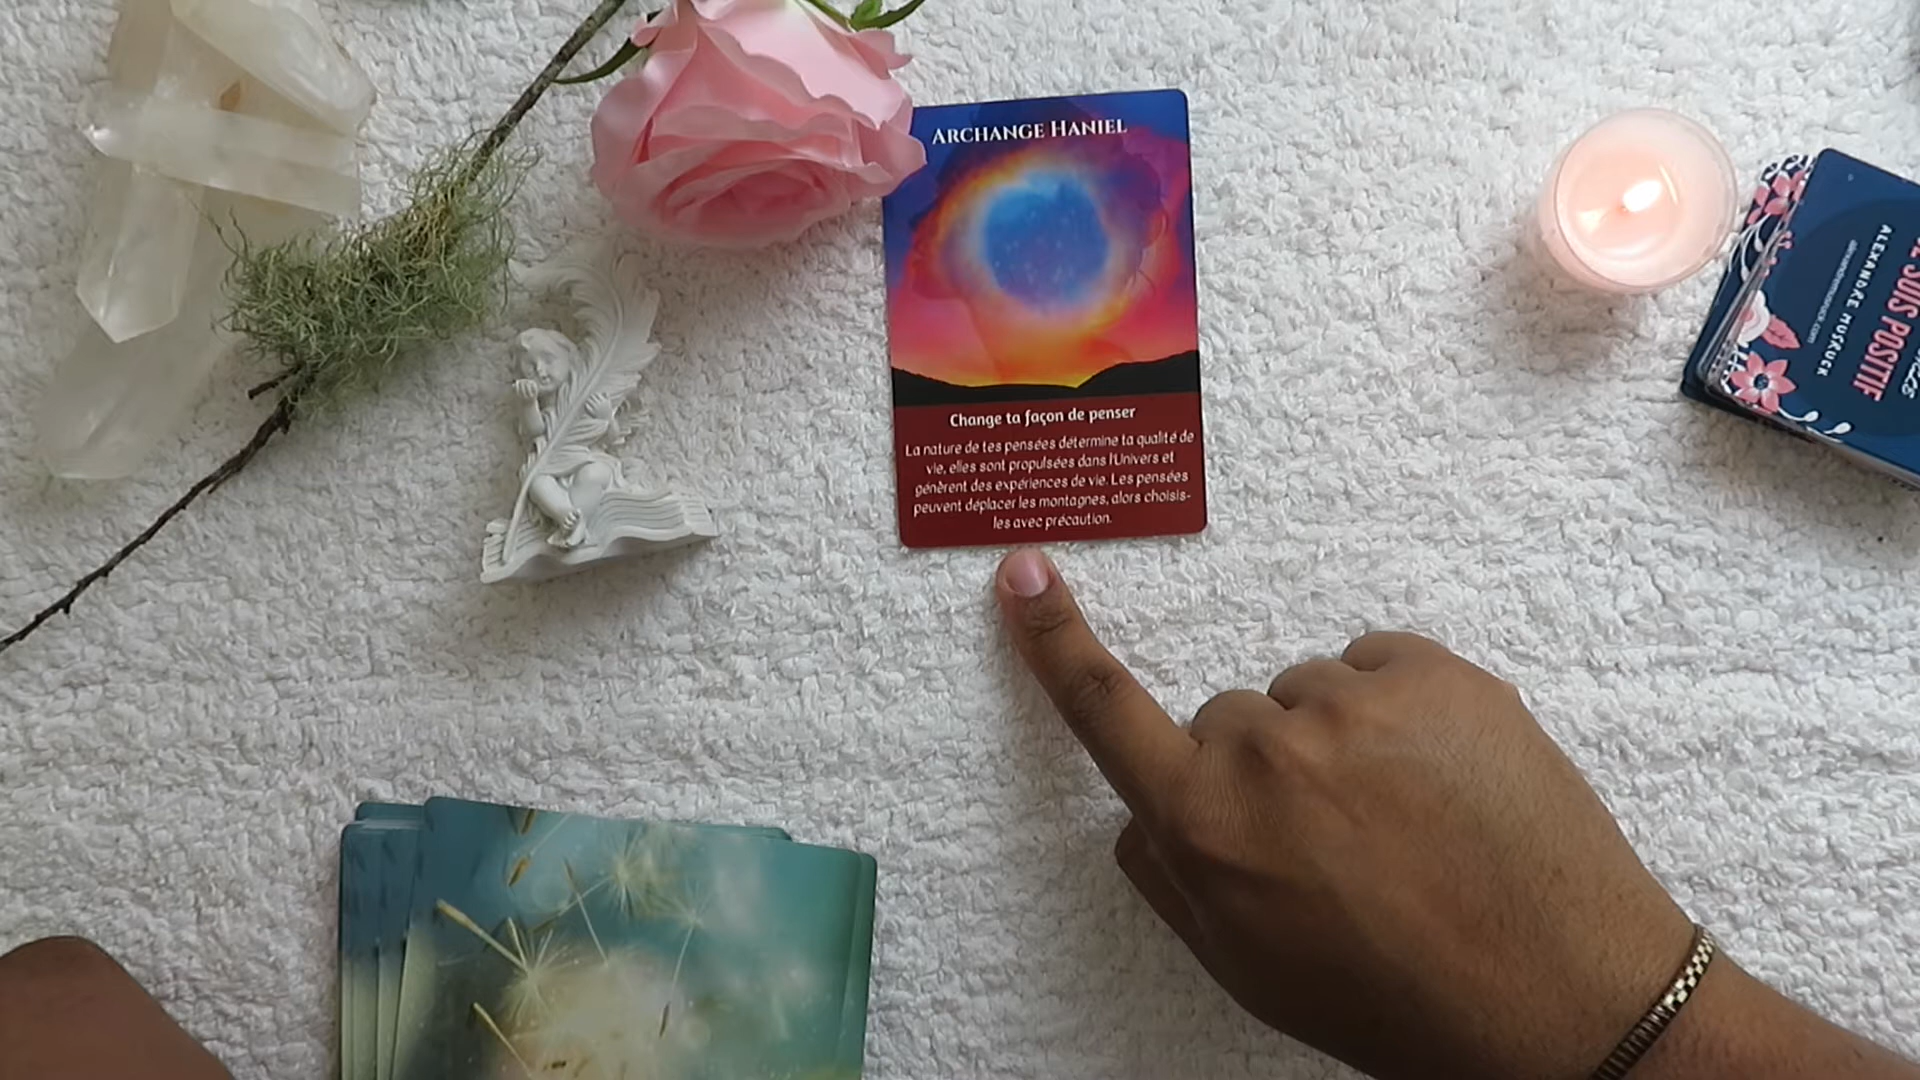 ARCHANGE HANIEL
Change ta façon de penser
La nature de tes pensées détermine ta qualité de
vie, elles sont propulsées dans l'Univers et
génèrent des expériences de vie. Les pensées
peuvent déplacer les montagnes, alors choisis-
les avec précaution.
SUIS POSITIF
ALEXANDRE MUSRUCK